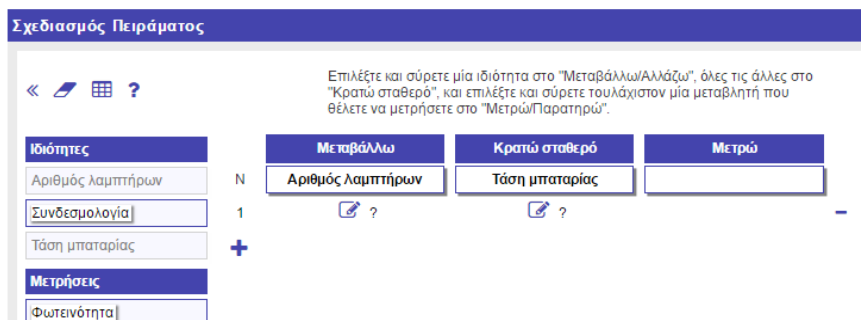 Σχεδιασμός Πειράματος
Επιλέξτε και σύρετε μία ιδιότητα στο "Μεταβάλλω/Αλλάζω", όλες τις άλλες στο
"Κρατώ σταθερό", και επιλέξτε και σύρετε τουλάχιστον μία μεταβλητή που
θέλετε να μετρήσετε στο "Μετρώ/Παρατηρώ".
« ?
Ιδιότητες Μεταβάλλω Κρατώ σταθερό Μετρώ
Αριθμός λαμπτήρων N Αριθμός λαμπτήρων Τάση μπαταρίας
Συνδεσμολογία 1 ? ? −
Τάση μπαταρίας +
Μετρήσεις
Φωτεινότητα